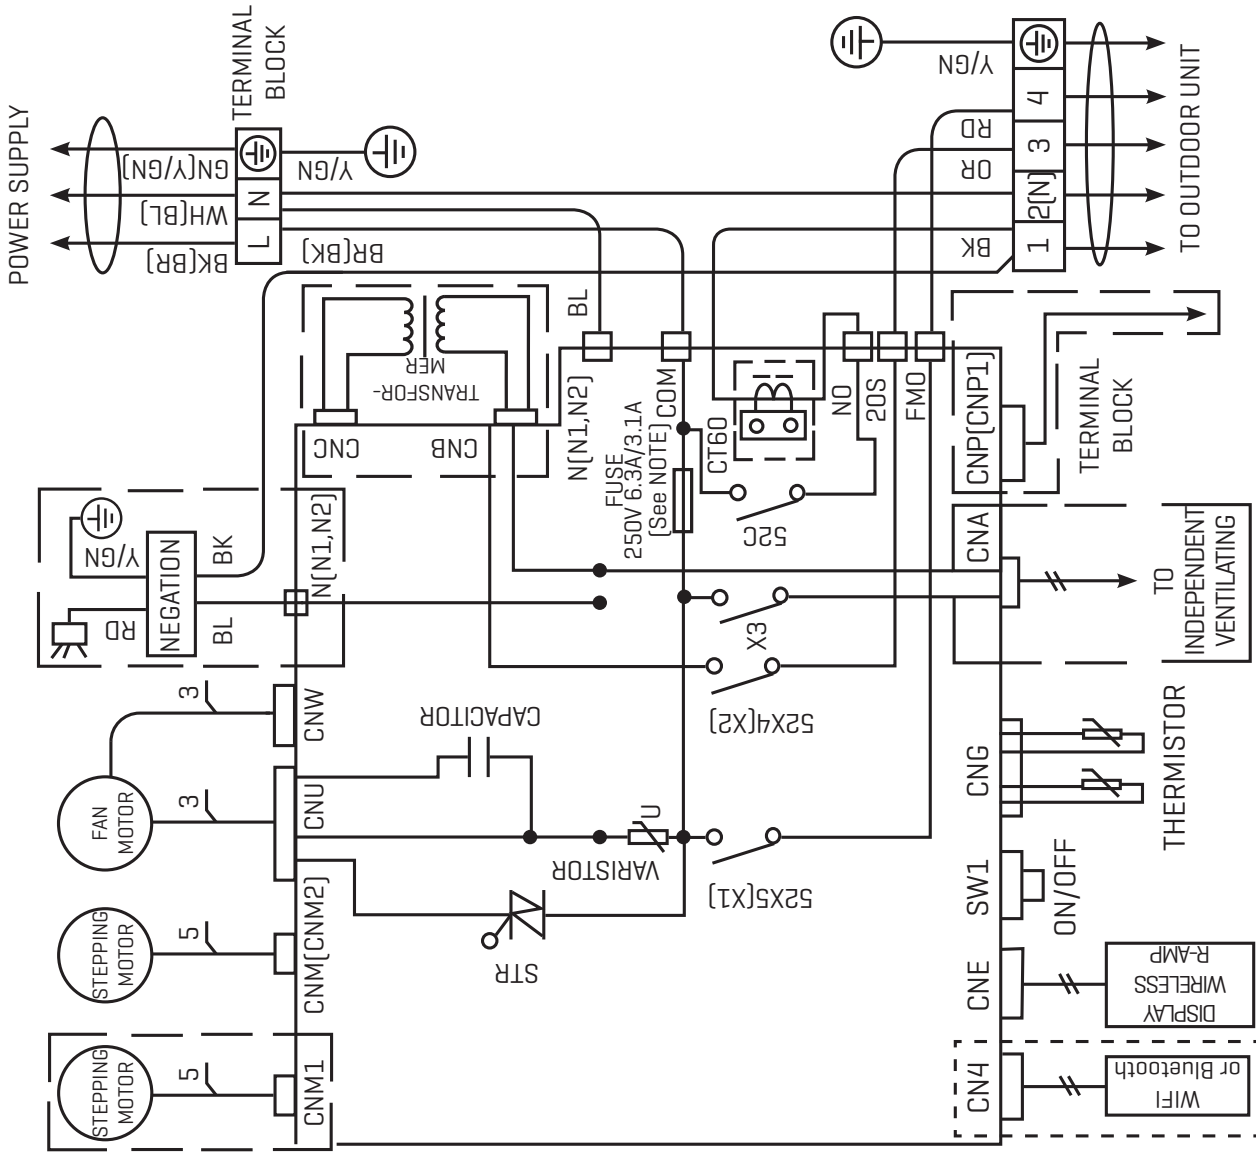 POWER SUPPLY
TERMINAL
BLOCK
GN(Y/GN)
WH(BL)
BK(BR)
N
L
Y/GN
BR(BK)
Y/GN
RD
OR
BK
4
3
2(N)
1
TO OUTDOOR UNIT
TRANSFOR-
MER
CNC
CNB
BL
N(N1,N2)
FUSE
250V 6.3A/3.1A
(See NOTE)
COM
CT60
NO
20S
FMO
CNP(CNP1)
TERMINAL
BLOCK
Y/GN
RD
NEGATION
BK
BL
N(N1,N2)
52C
X3
52X4(X2)
CNA
TO
INDEPENDENT
VENTILATING
3
CNW
FAN
MOTOR
3
CNU
CAPACITOR
VARISTOR
U
52X5(X1)
STR
CNG
THERMISTOR
STEPPING
MOTOR
5
CNM(CNM2)
SW1
ON/OFF
CNE
DISPLAY
WIRELESS
R-AMP
STEPPING
MOTOR
5
CNM1
CN4
WIFI
or Bluetooth